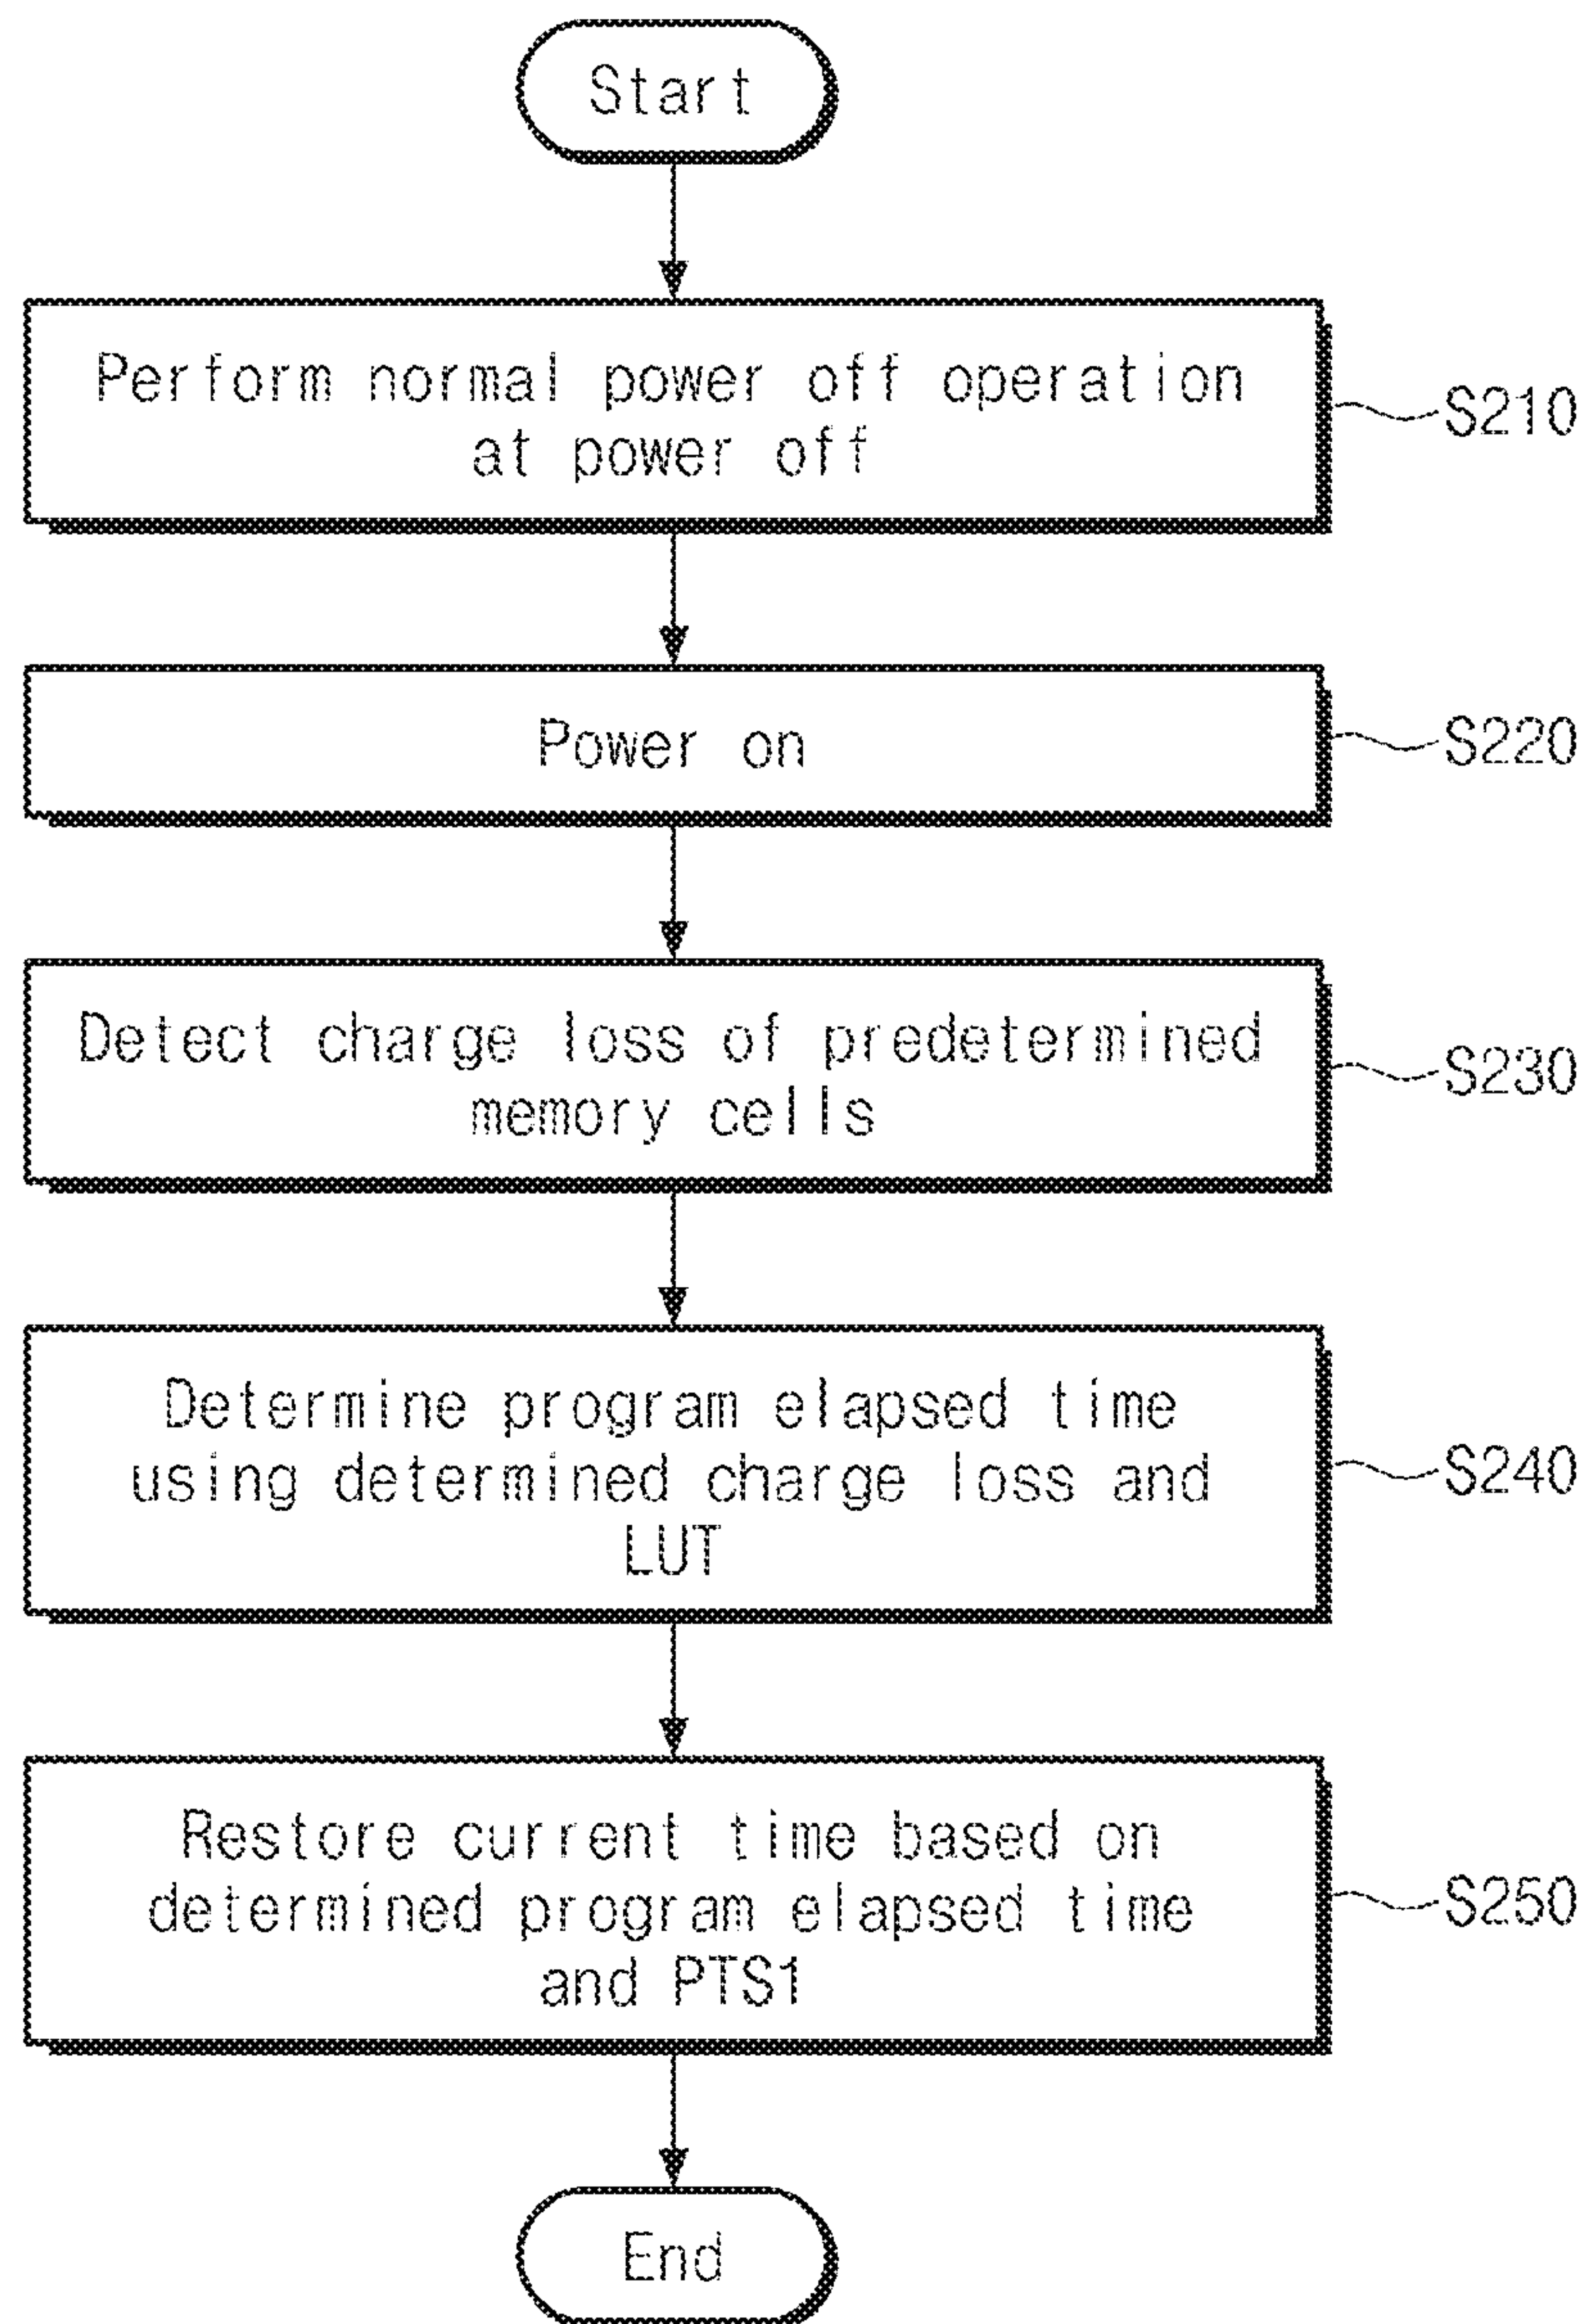 Start
Perform normal power off operation
at power off
S210
Power on
S220
Detect charge loss of predetermined
memory cells
S230
Determine program elapsed time
using determined charge loss and
LUT
S240
Restore current time based on
determined program elapsed time
and PTS1
S250
End